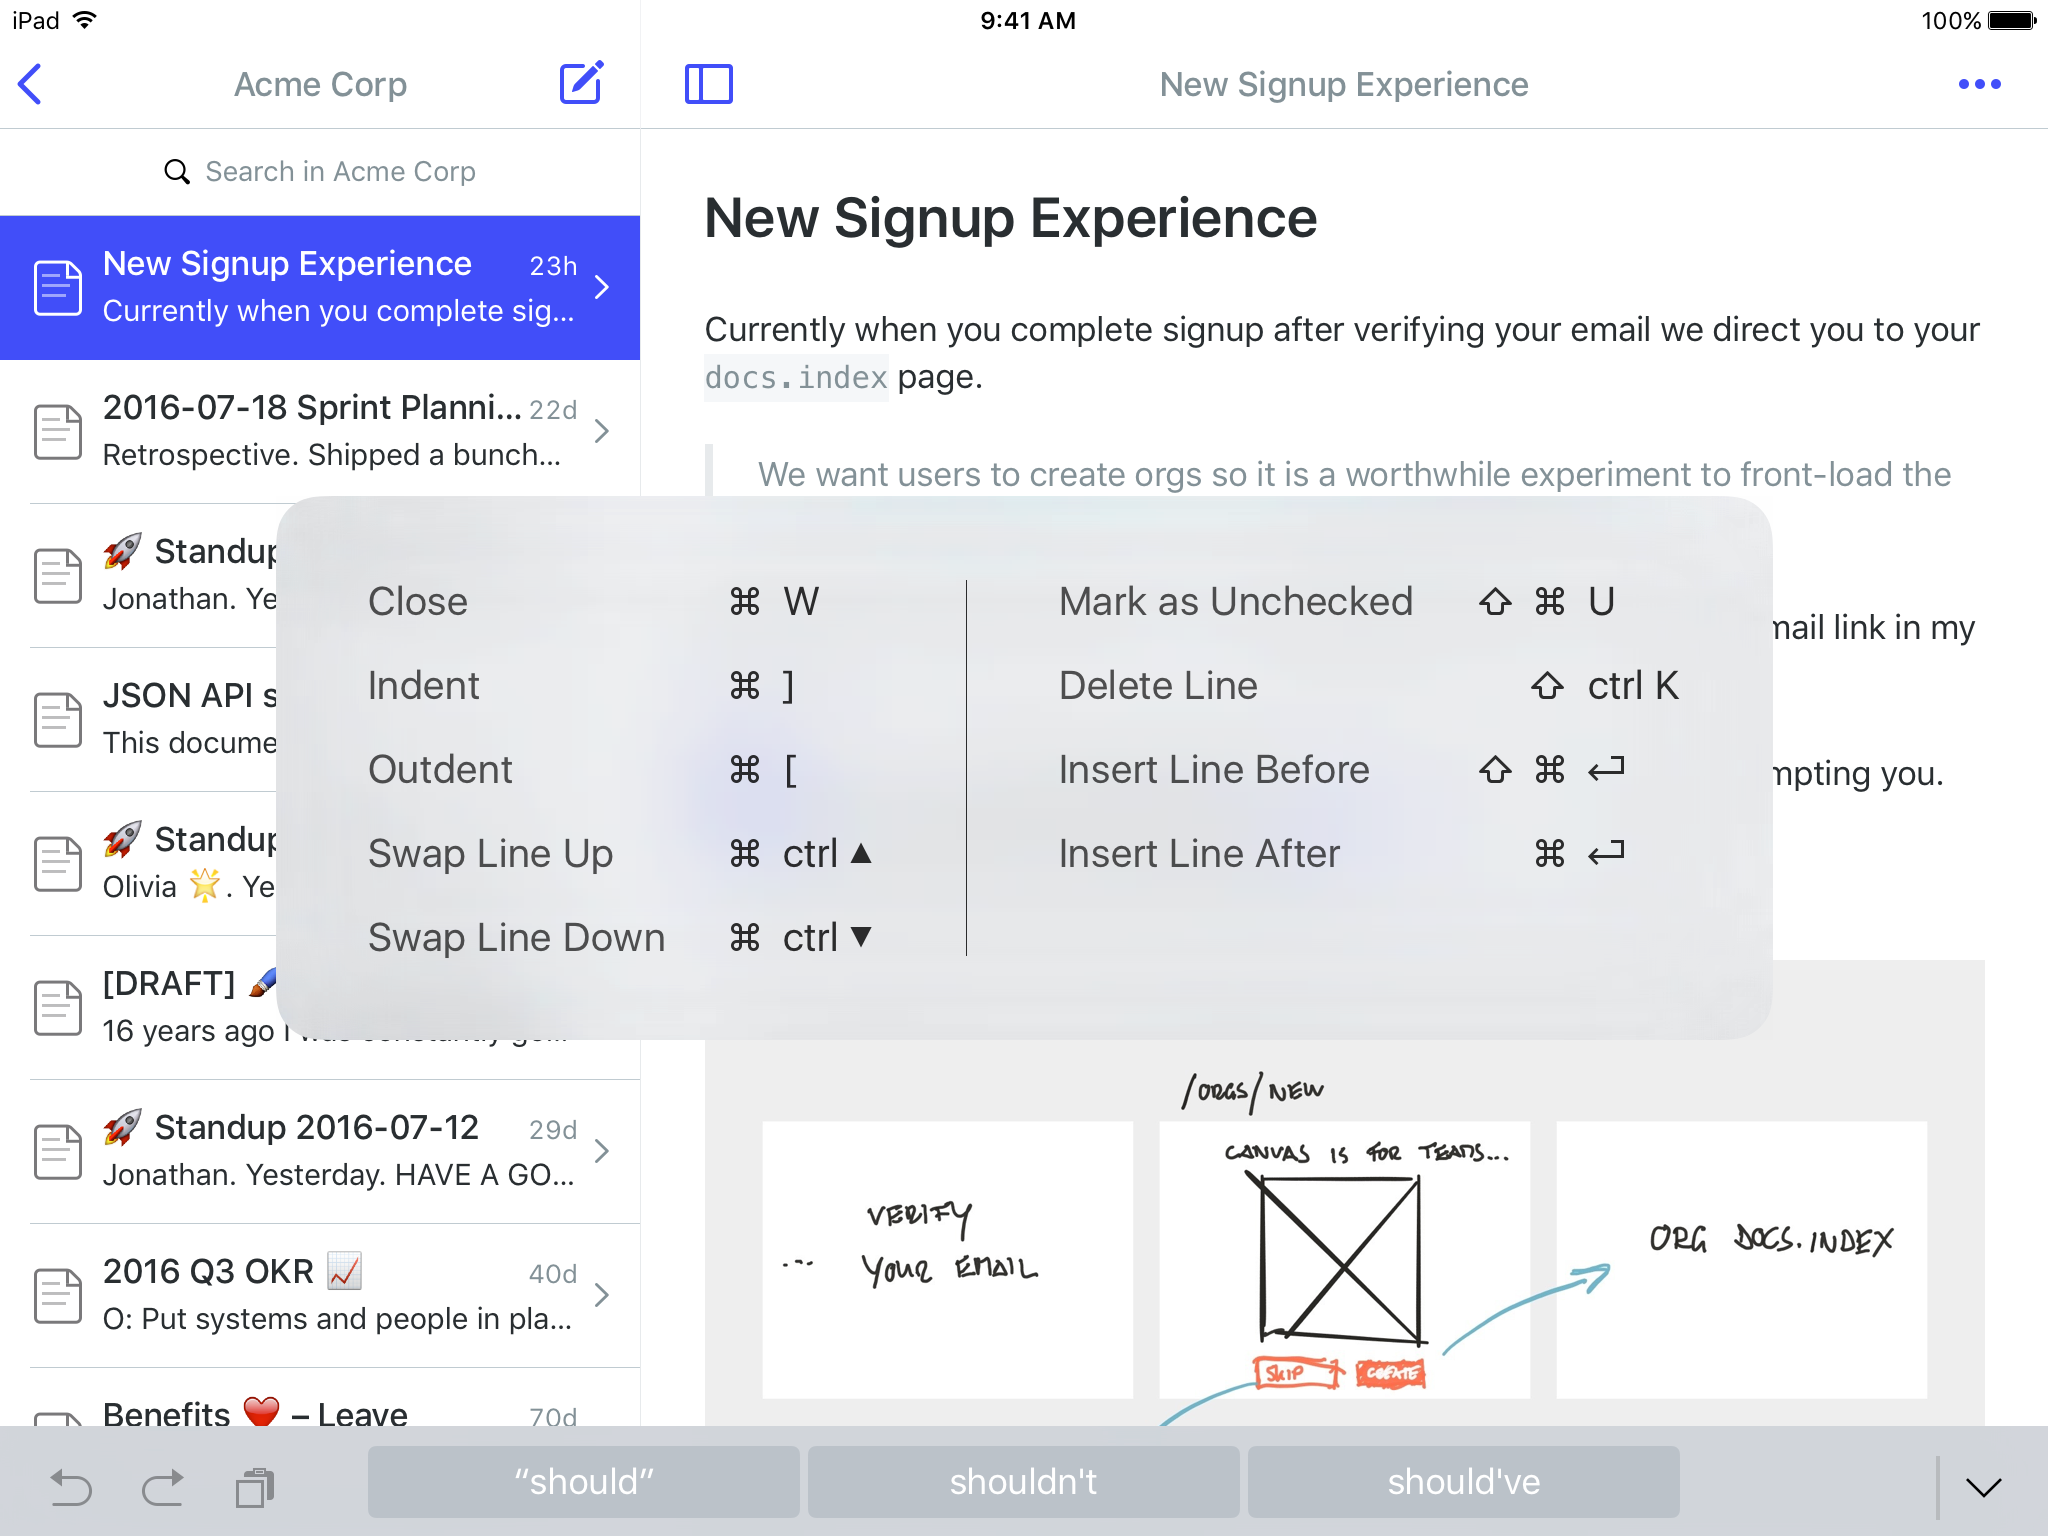 iPad 9:41 AM 100%
Acme Corp
New Signup Experience
Search in Acme Corp
New Signup Experience 23h
Currently when you complete sig...
2016-07-18 Sprint Planni... 22d
Retrospective. Shipped a bunch...
🚀 Standup
Jonathan. Ye
JSON API s
This docume
🚀 Standup
Olivia 🌟. Ye
[DRAFT] 🖌
16 years ago I was constantly go...
🚀 Standup 2016-07-12 29d
Jonathan. Yesterday. HAVE A GO...
2016 Q3 OKR 📈 40d
O: Put systems and people in pla...
Benefits ❤️ – Leave 70d
New Signup Experience
Currently when you complete signup after verifying your email we direct you to your
docs.index page.
We want users to create orgs so it is a worthwhile experiment to front-load the
mail link in my
mpting you.
Close ⌘ W
Indent ⌘ ]
Outdent ⌘ [
Swap Line Up ⌘ ctrl ▲
Swap Line Down ⌘ ctrl ▼
Mark as Unchecked ⇧ ⌘ U
Delete Line ⇧ ctrl K
Insert Line Before ⇧ ⌘ ↩
Insert Line After ⌘ ↩
/ORGS/NEW
... VERIFY
YOUR EMAIL
CANVAS IS FOR TEAMS...
SKIP CREATE
ORG DOCS.INDEX
“should” shouldn't should've